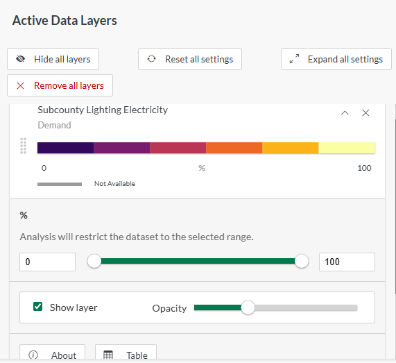 Active Data Layers
Hide all layers
Reset all settings
Expand all settings
Remove all layers
Subcounty Lighting Electricity
Demand
0 % 100
Not Available
%
Analysis will restrict the dataset to the selected range.
0 100
Show layer Opacity
About Table